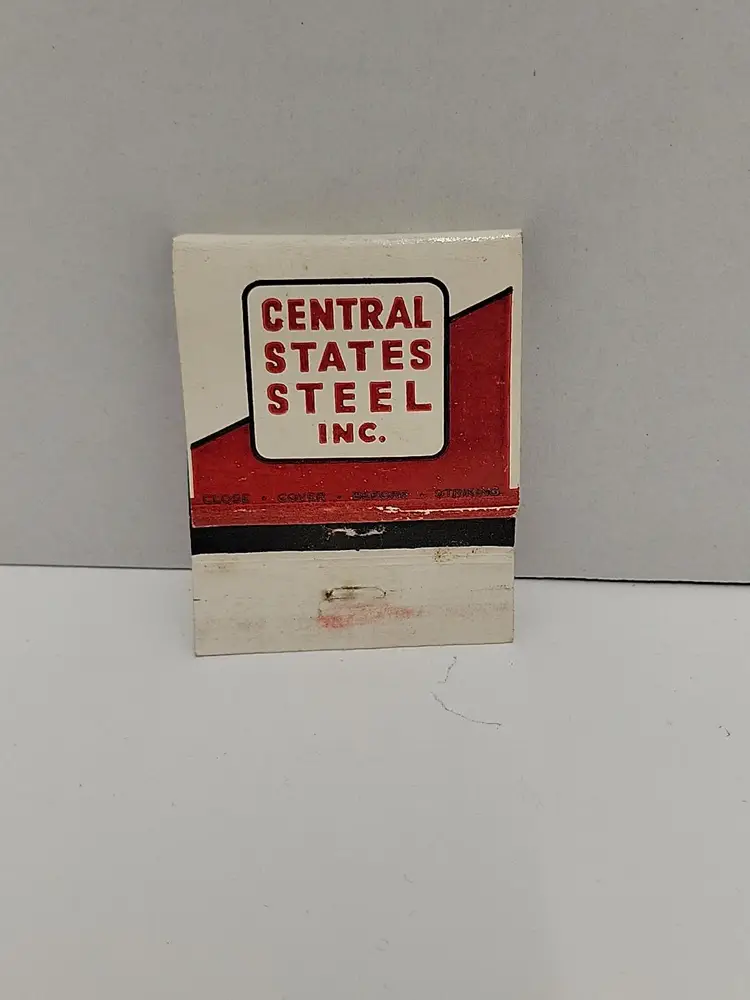 CENTRAL
STATES
STEEL
INC.
CLOSE • COVER • BEFORE • STRIKING